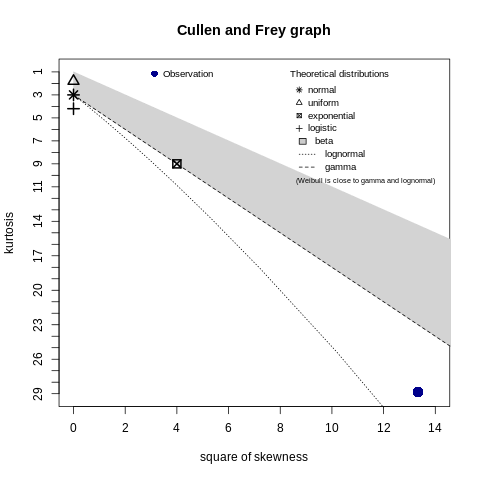 Cullen and Frey graph
Observation
Theoretical distributions
normal
uniform
exponential
logistic
beta
lognormal
gamma
(Weibull is close to gamma and lognormal)
kurtosis
1
3
5
7
9
11
14
17
20
23
26
29
0 2 4 6 8 10 12 14
square of skewness